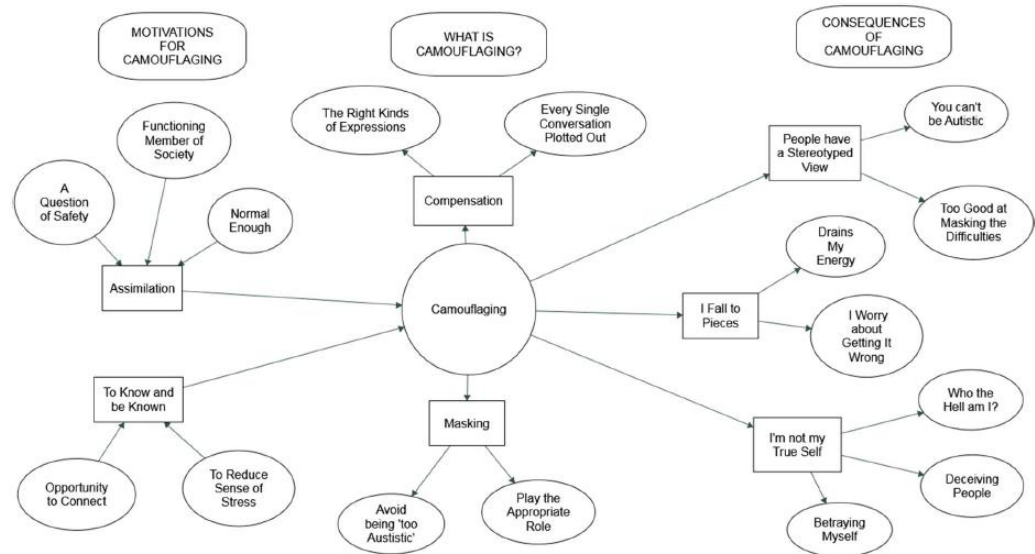 MOTIVATIONS
FOR
CAMOUFLAGING
WHAT IS
CAMOUFLAGING?
CONSEQUENCES
OF
CAMOUFLAGING
Functioning
Member of
Society
A
Question
of Safety
Normal
Enough
Assimilation
To Know and
be Known
Opportunity
to Connect
To Reduce
Sense of
Stress
The Right Kinds
of Expressions
Every Single
Conversation
Plotted Out
Compensation
Camouflaging
Masking
Avoid
being 'too
Austistic'
Play the
Appropriate
Role
People have
a Stereotyped
View
You can't
be Autistic
Too Good at
Masking the
Difficulties
I Fall to
Pieces
Drains
My
Energy
I Worry
about
Getting It
Wrong
I'm not my
True Self
Who the
Hell am I?
Deceiving
People
Betraying
Myself